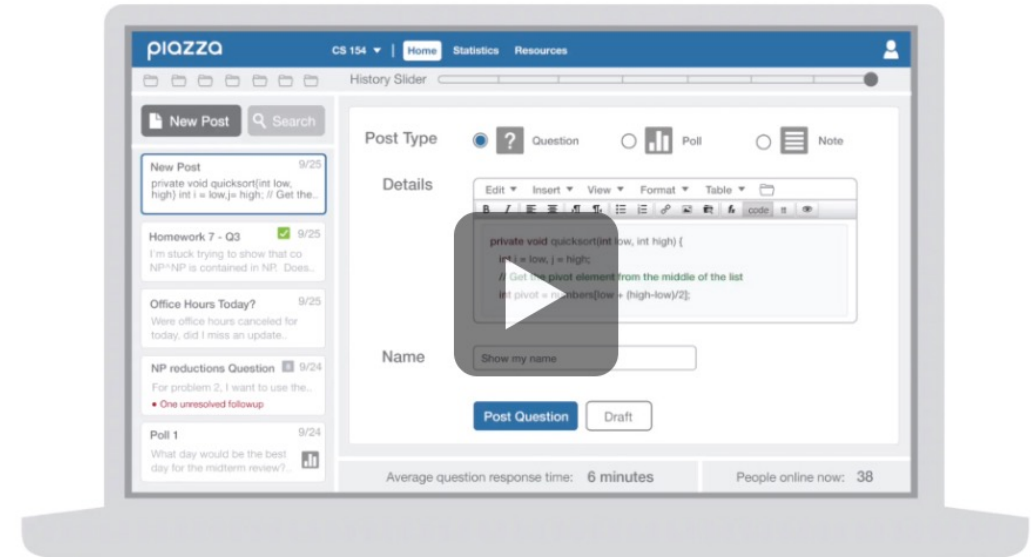 piazza
CS 154 Home Statistics Resources
History Slider
New Post Search
New Post 9/25
private void quicksort(int low,
high) int i = low,j= high; // Get the..
Homework 7 - Q3 9/25
I'm stuck trying to show that co
NP^NP is contained in NP. Does..
Office Hours Today? 9/25
Were office hours canceled for
today, did I miss an update..
NP reductions Question 9/24
For problem 2, I want to use the..
• One unresolved followup
Poll 1 9/24
What day would be the best
day for the midterm review?..
Post Type ? Question Poll Note
Details
Edit Insert View Format Table
B I code
private void quicksort(int low, int high) {
int i = low, j = high;
// Get the pivot element from the middle of the list
int pivot = numbers[low + (high-low)/2];
Name
Show my name
Post Question Draft
Average question response time: 6 minutes People online now: 38